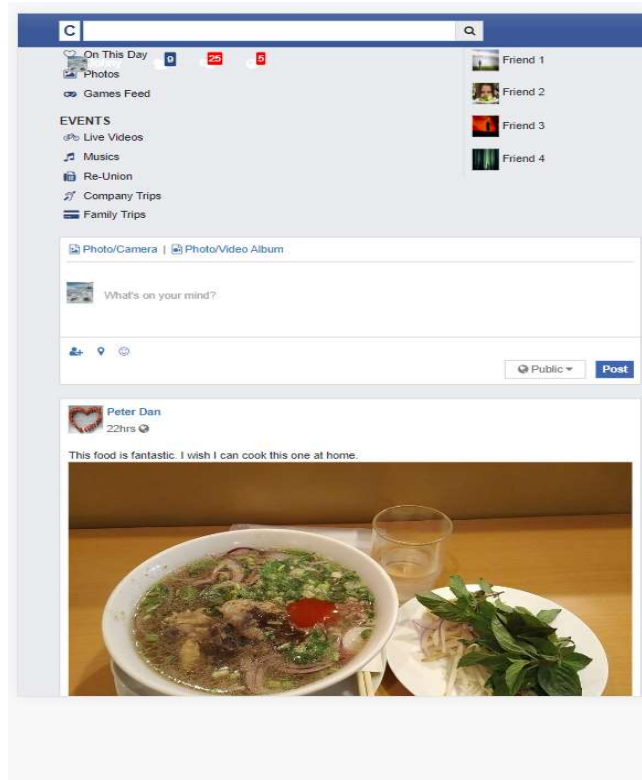 C
On This Day
9 25 5
Photos
Games Feed
EVENTS
Live Videos
Musics
Re-Union
Company Trips
Family Trips
Friend 1
Friend 2
Friend 3
Friend 4
Photo/Camera | Photo/Video Album
What's on your mind?
Public
Post
Peter Dan
22hrs
This food is fantastic. I wish I can cook this one at home.